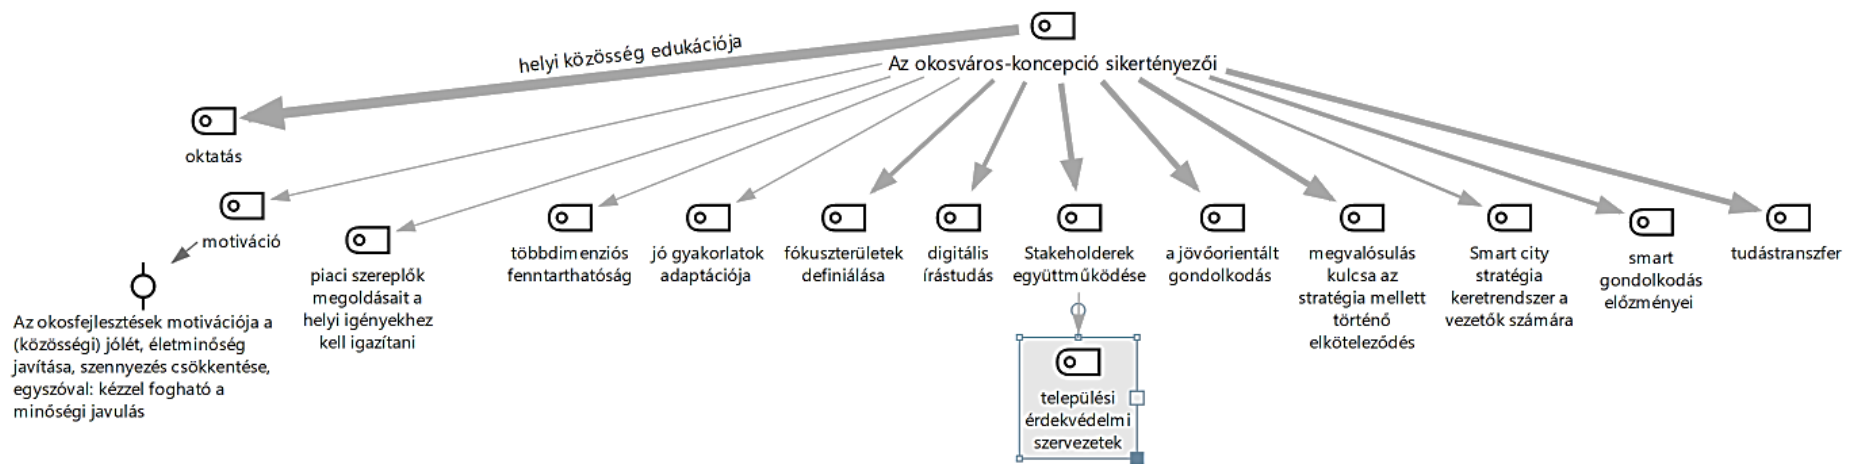 helyi közösség edukációja
Az okosváros-koncepció sikertényezői
oktatás
motiváció
Az okosfejlesztések motivációja a
(közösségi) jólét, életminőség
javítása, szennyezés csökkentése,
egyszóval: kézzel fogható a
minőségi javulás
piaci szereplők
megoldásait a
helyi igényekhez
kell igazítani
többdimenziós
fenntarthatóság
jó gyakorlatok
adaptációja
fókuszterületek
definiálása
digitális
írástudás
Stakeholderek
együttműködése
települési
érdekvédelmi
szervezetek
a jövőorientált
gondolkodás
megvalósulás
kulcsa az
stratégia mellett
történő
elköteleződés
Smart city
stratégia
keretrendszer a
vezetők számára
smart
gondolkodás
előzményei
tudástranszfer